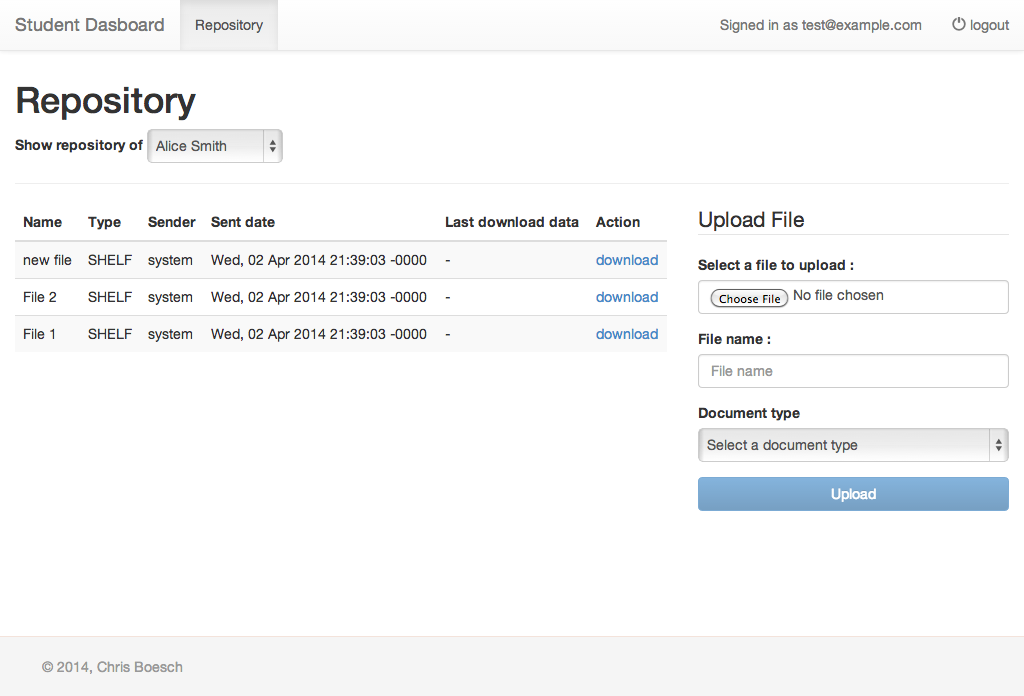 Student Dasboard Repository Signed in as test@example.com logout
Repository
Show repository of Alice Smith
Name Type Sender Sent date Last download data Action
new file SHELF system Wed, 02 Apr 2014 21:39:03 -0000 - download
File 2 SHELF system Wed, 02 Apr 2014 21:39:03 -0000 - download
File 1 SHELF system Wed, 02 Apr 2014 21:39:03 -0000 - download
Upload File
Select a file to upload :
Choose File No file chosen
File name :
File name
Document type
Select a document type
Upload
© 2014, Chris Boesch